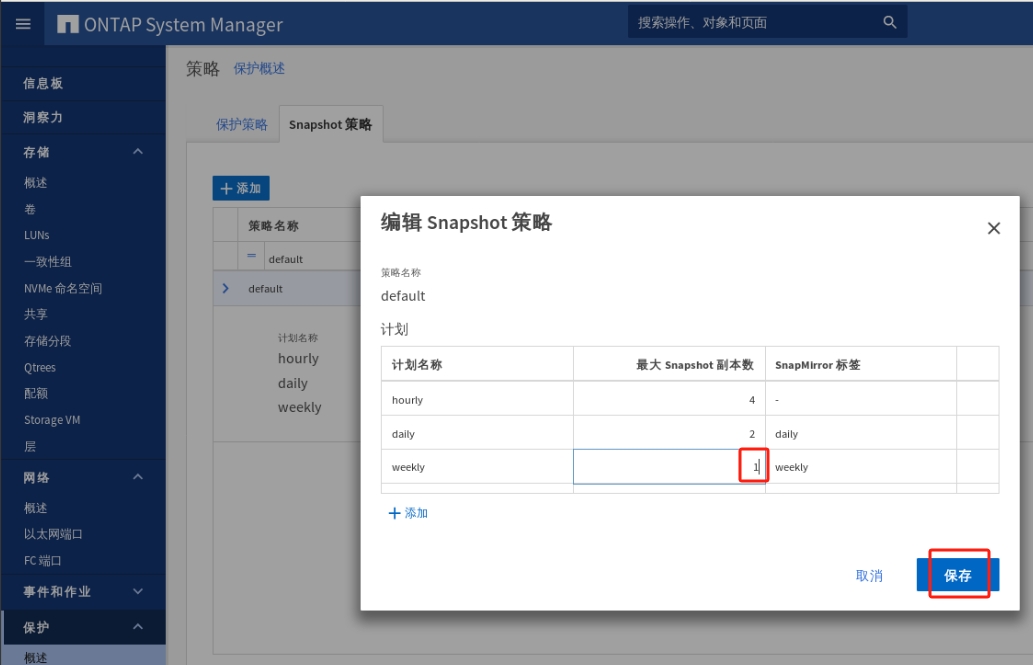 ONTAP System Manager
搜索操作、对象和页面
策略 保护概述
信息板
洞察力
存储
概述
卷
LUNs
一致性组
NVMe 命名空间
共享
存储分段
Qtrees
配额
Storage VM
层
网络
概述
以太网端口
FC 端口
事件和作业
保护
概述
保护策略 Snapshot 策略
添加
策略名称
default
default
计划名称
hourly
daily
weekly
编辑 Snapshot 策略
策略名称
default
计划
计划名称 最大 Snapshot 副本数 SnapMirror 标签
hourly 4 -
daily 2 daily
weekly 1 weekly
添加
取消 保存